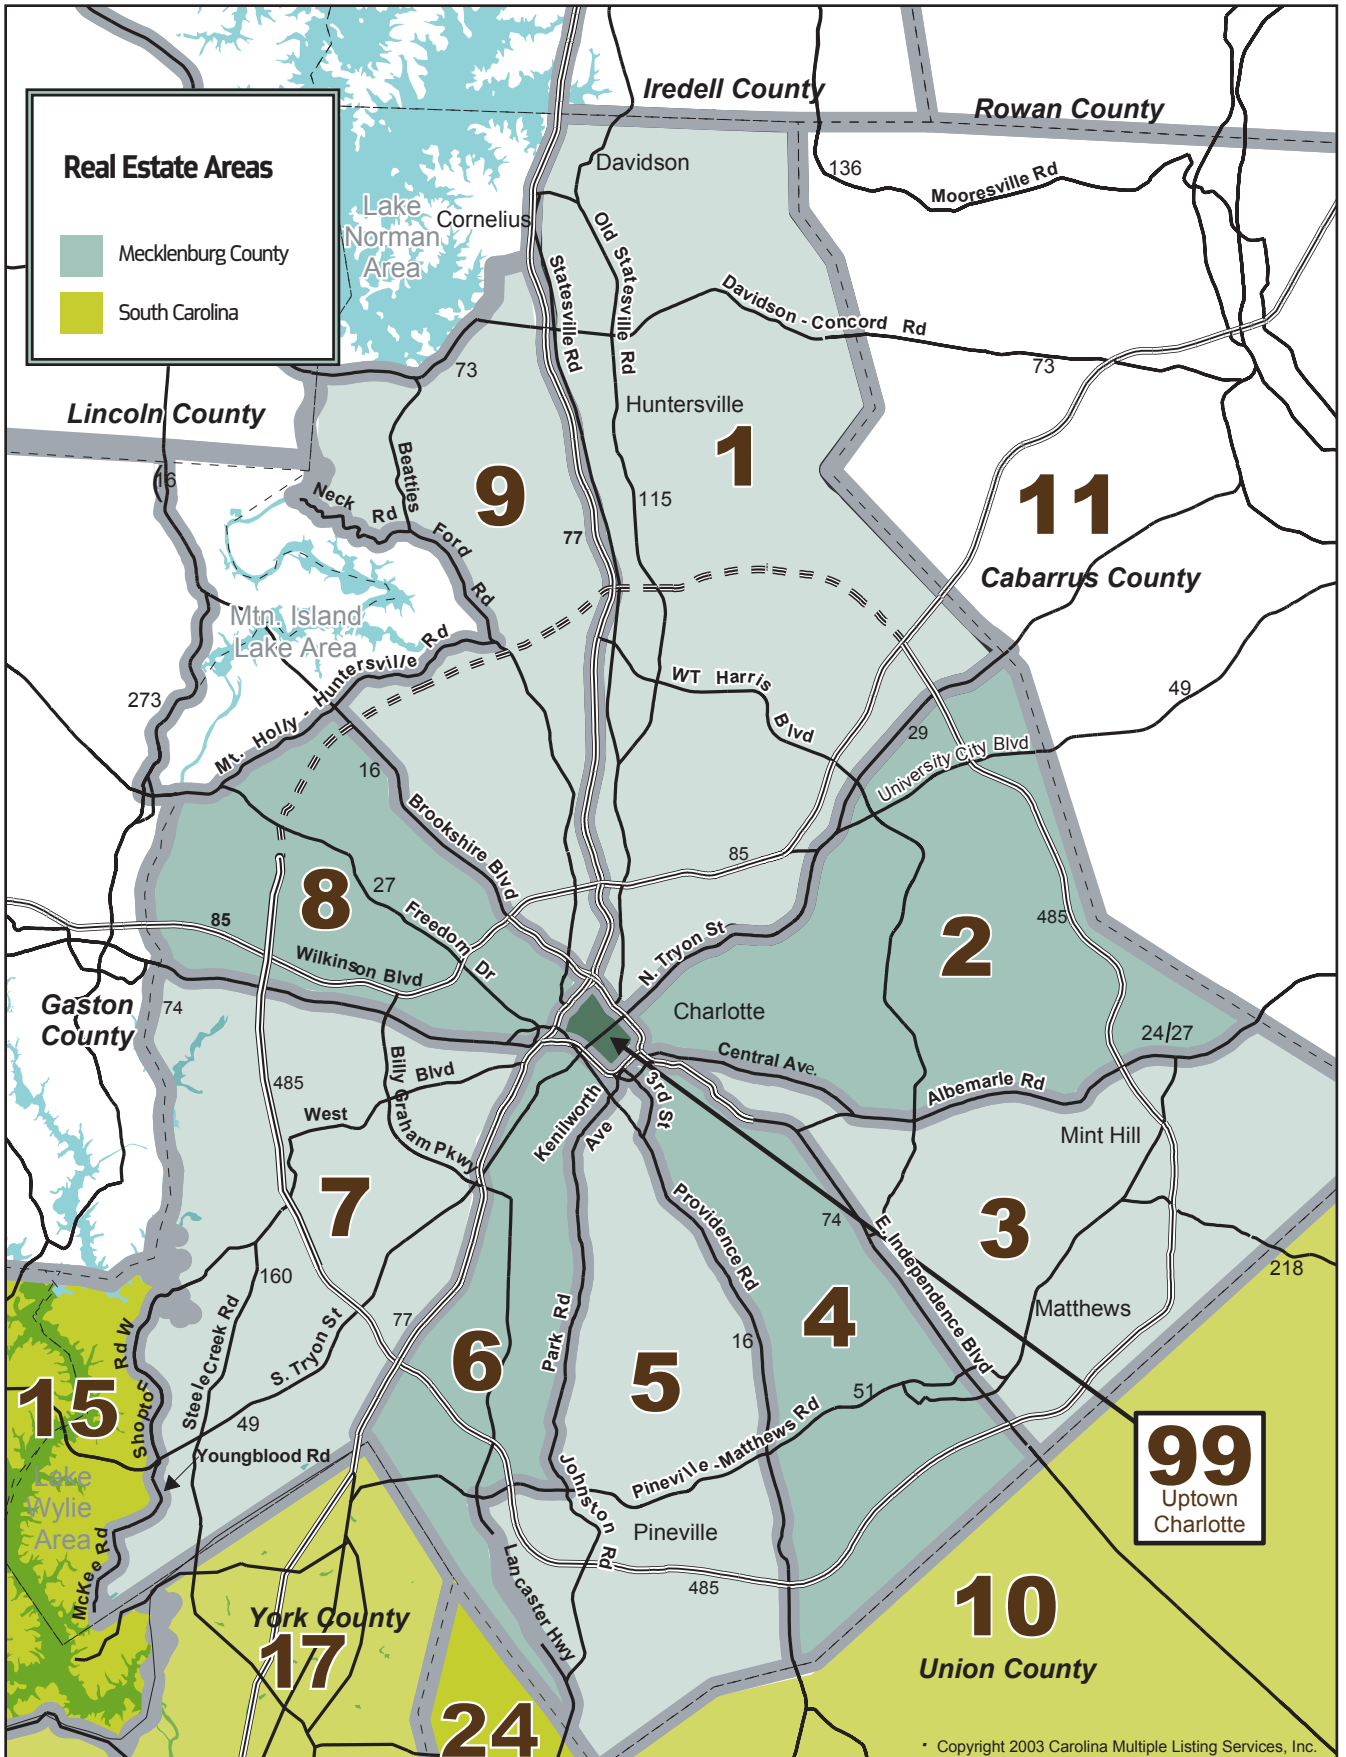 Iredell County
Rowan County
Real Estate Areas
Mecklenburg County
South Carolina
Davidson
136
Mooresville Rd
Lake
Norman
Area
Cornelius
Old Statesville Rd
Statesville Rd
Davidson - Concord Rd
73
73
Lincoln County
Huntersville
1
Beatties
Ford
Rd
9
16
Neck Rd
115
77
11
Cabarrus County
Mtn. Island
Lake Area
Mt. Holly - Huntersville Rd
273
WT Harris
Blvd
49
29
University City Blvd
16
Brookshire Blvd
85
8
27
Freedom Dr
85
Wilkinson Blvd
N. Tryon St
2
485
Gaston
County
74
Charlotte
24/27
Central Ave.
Albemarle Rd
Billy Graham Pkwy
West
Blvd
485
3rd St
Kenilworth
Ave
Mint Hill
7
Providence Rd
74
E. Independence Blvd
3
218
160
Steele Creek Rd
S. Tryon St
77
Park Rd
6
5
16
4
Matthews
15
Shopton
Rd W
49
Youngblood Rd
51
Pineville -Matthews Rd
Lake
Wylie
Area
McKee Rd
Johnston
Rd
Pineville
99
Uptown
Charlotte
Lancaster Hwy
485
York County
17
10
Union County
24
Copyright 2003 Carolina Multiple Listing Services, Inc.